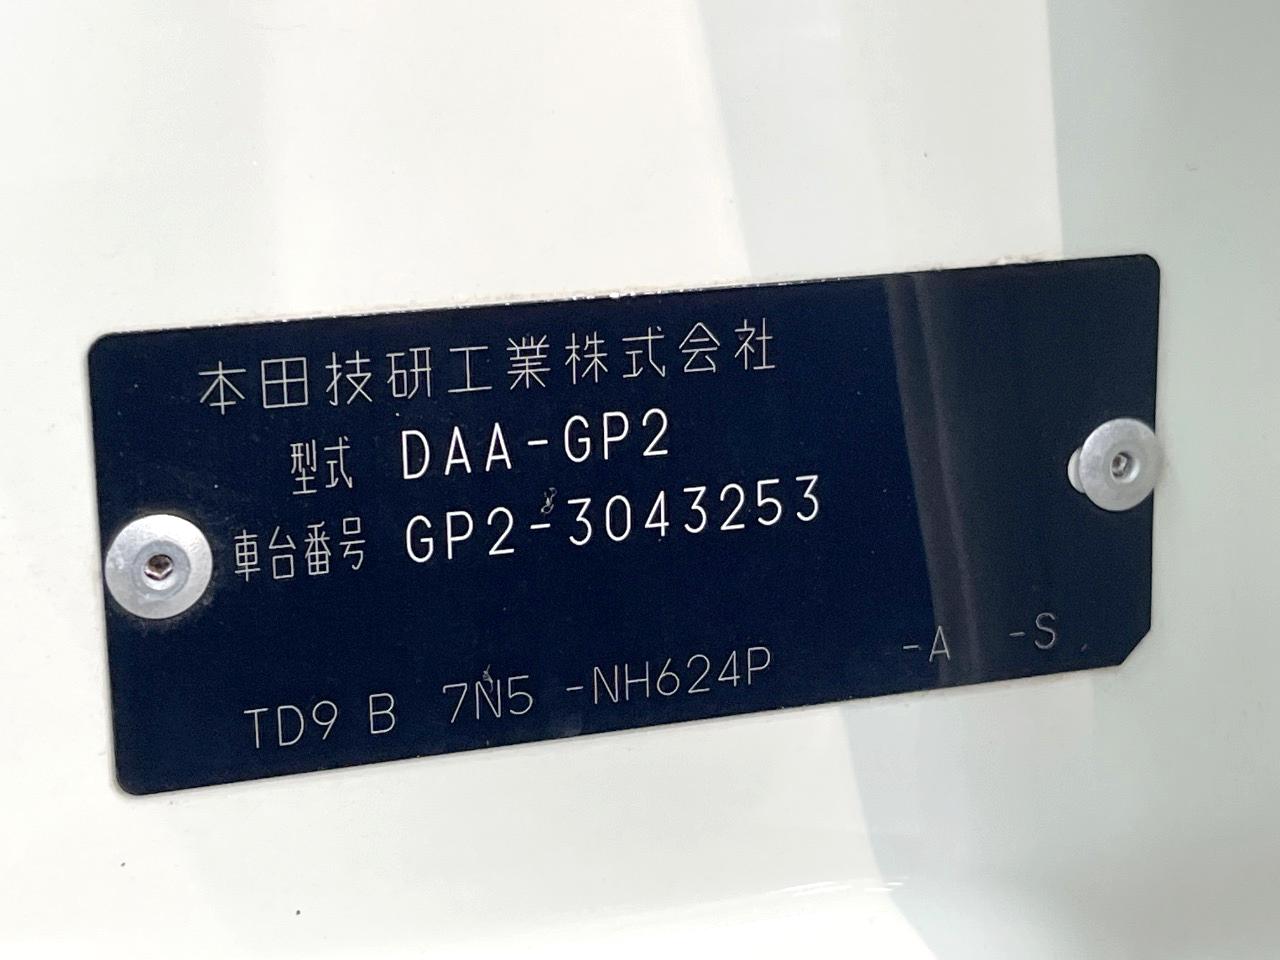 本田技研工業株式会社
型式 DAA-GP2
車台番号 GP2-3043253
TD9 B 7N5 -NH624P -A -S